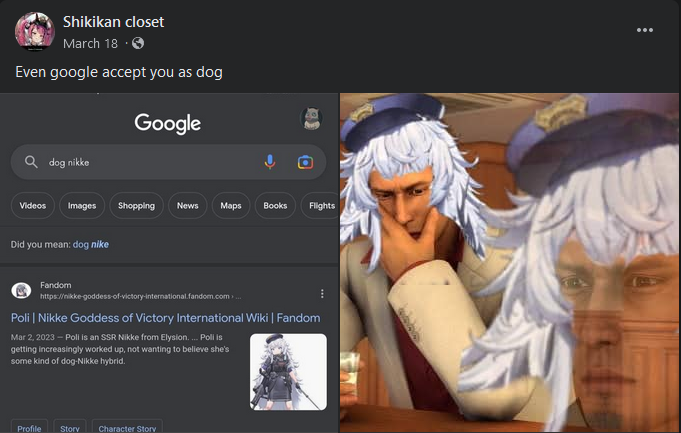 Shikikan closet
March 18 ·
Even google accept you as dog
Google
dog nikke
Videos Images Shopping News Maps Books Flights
Did you mean: dog nike
Fandom
https://nikke-goddess-of-victory-international.fandom.com › ...
Poli | Nikke Goddess of Victory International Wiki | Fandom
Mar 2, 2023 — Poli is an SSR Nikke from Elysion. ... Poli is
getting increasingly worked up, not wanting to believe she's
some kind of dog-Nikke hybrid.
Profile Story Character Story